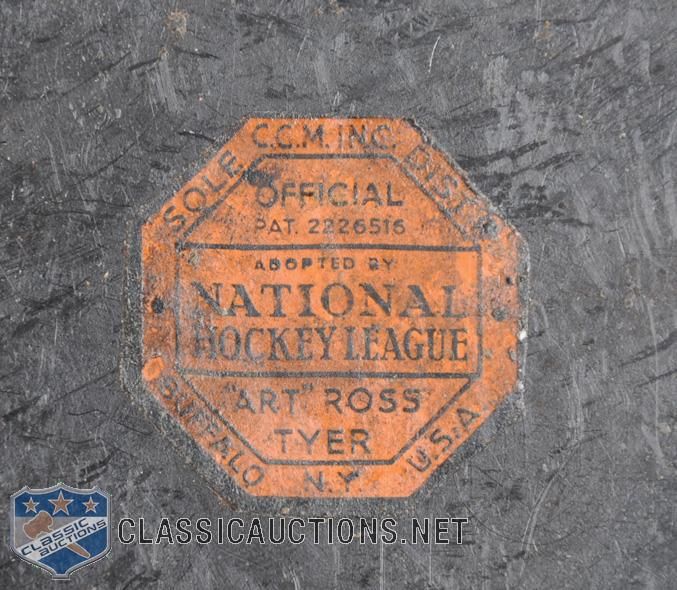 SOLE C.C.M. INC. DIST'R
OFFICIAL
PAT. 2226516
ADOPTED BY
NATIONAL
HOCKEY LEAGUE
"ART" ROSS
TYER
BUFFALO N.Y. U.S.A.
CLASSIC
AUCTIONS
CLASSICAUCTIONS.NET